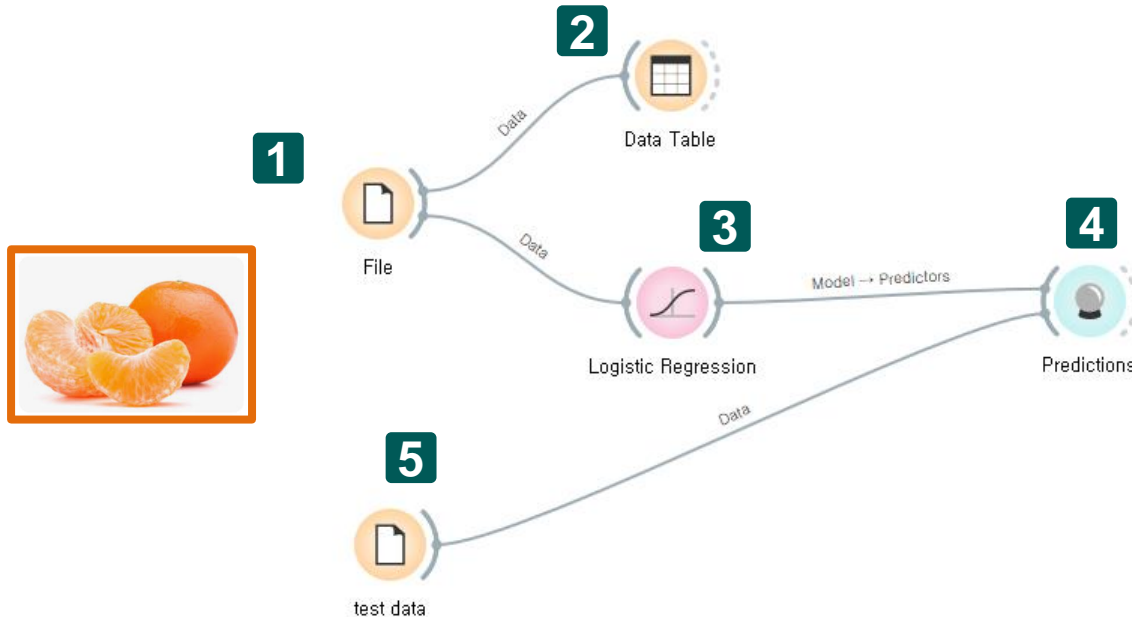 2
Data Table
Data
1
File
Data
3
Logistic Regression
Model → Predictors
4
Predictions
Data
5
test data